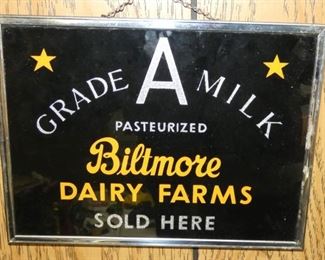 GRADE A MILK
PASTEURIZED
Biltmore
DAIRY FARMS
SOLD HERE